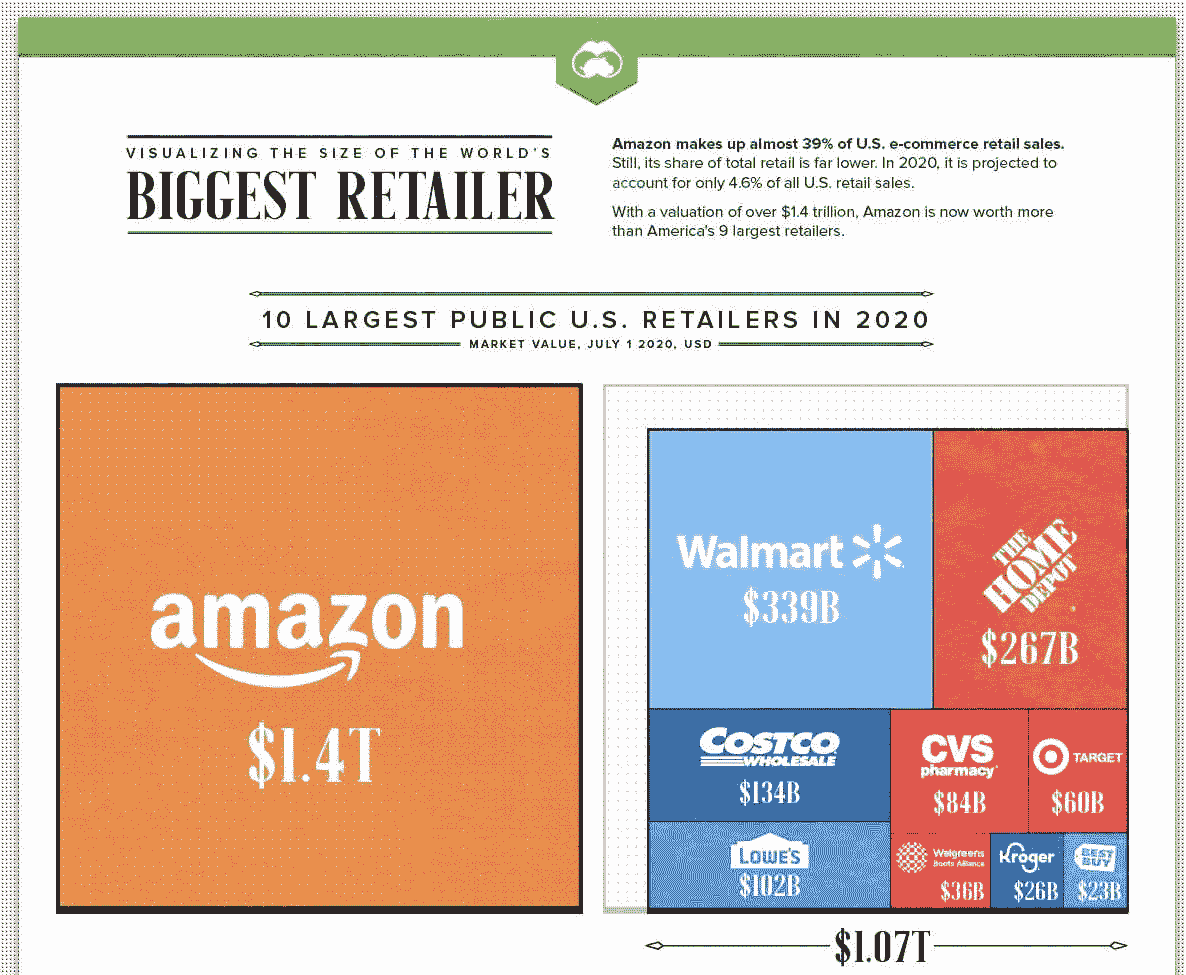 VISUALIZING THE SIZE OF THE WORLD'S
BIGGEST RETAILER
Amazon makes up almost 39% of U.S. e-commerce retail sales.
Still, its share of total retail is far lower. In 2020, it is projected to
account for only 4.6% of all U.S. retail sales.
With a valuation of over $1.4 trillion, Amazon is now worth more
than America's 9 largest retailers.
10 LARGEST PUBLIC U.S. RETAILERS IN 2020
MARKET VALUE, JULY 1 2020, USD
amazon
$1.4T
Walmart
$339B
THE
HOME
DEPOT
$267B
COSTCO
WHOLESALE
$134B
CVS
pharmacy
$84B
TARGET
$60B
LOWE'S
$102B
Walgreens
Boots Alliance
$36B
Kroger
$26B
BEST
BUY
$23B
$1.07T